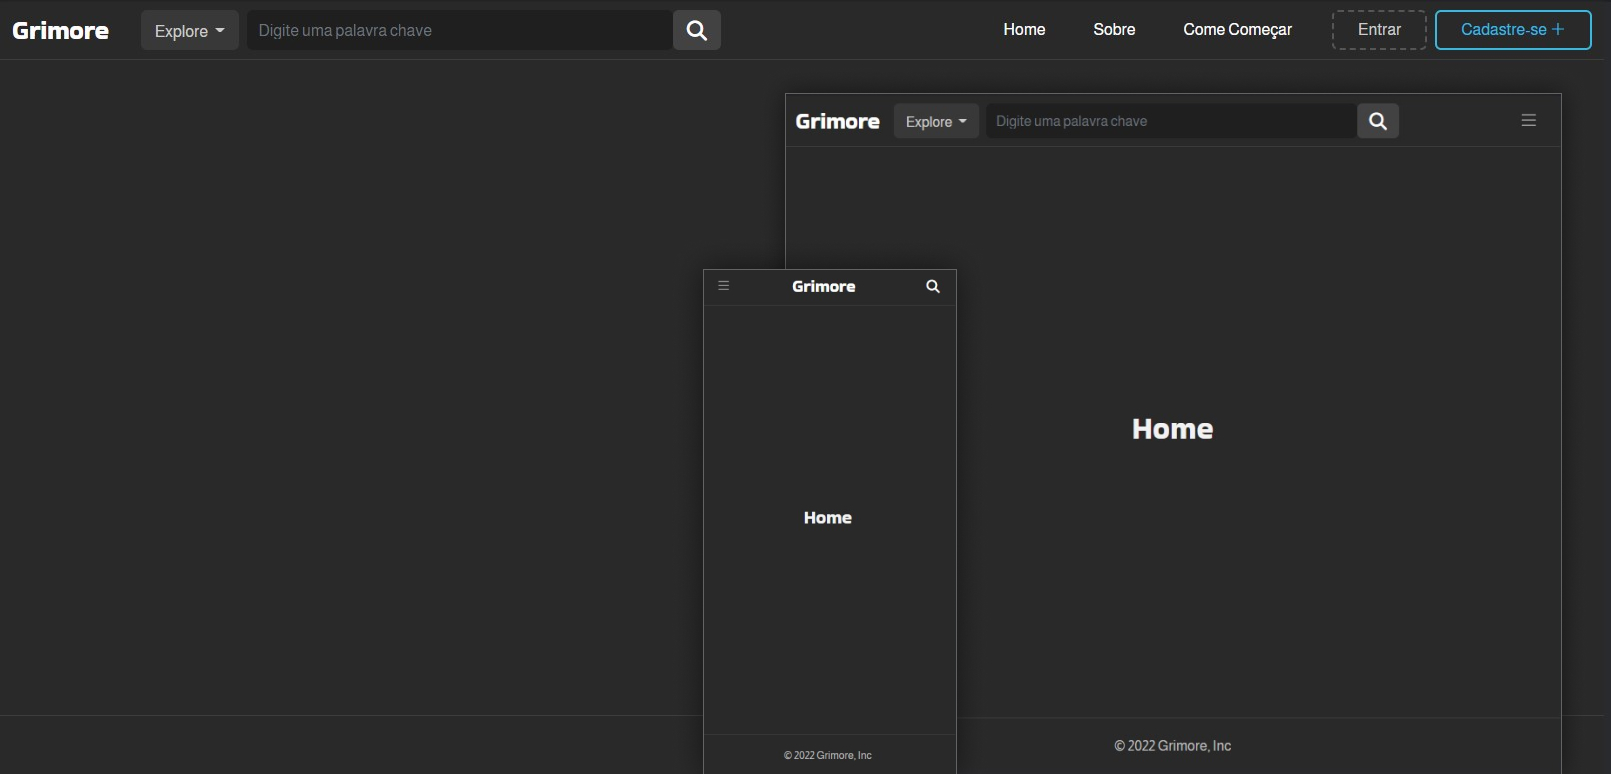 Grimore Explore Digite uma palavra chave Home Sobre Come Começar Entrar Cadastre-se +
Grimore Explore Digite uma palavra chave
Grimore
Home
Home
© 2022 Grimore, Inc
© 2022 Grimore, Inc